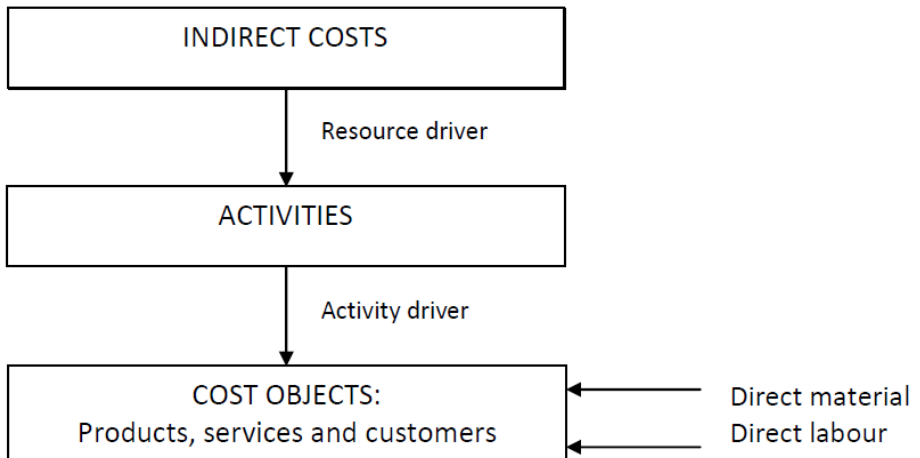 INDIRECT COSTS
Resource driver
ACTIVITIES
Activity driver
COST OBJECTS:
Products, services and customers
Direct material
Direct labour